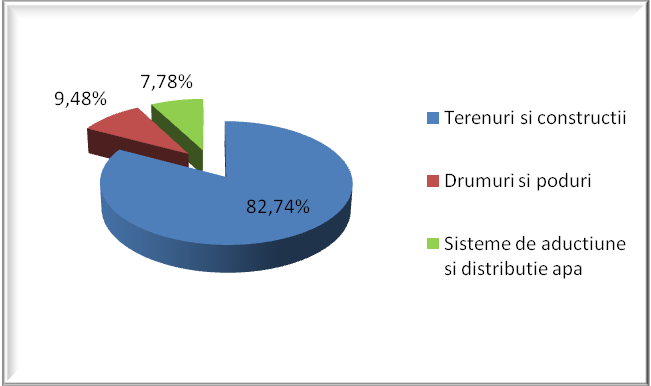 7,78%
9,48%
82,74%
Terenuri si constructii
Drumuri si poduri
Sisteme de aductiune
si distributie apa